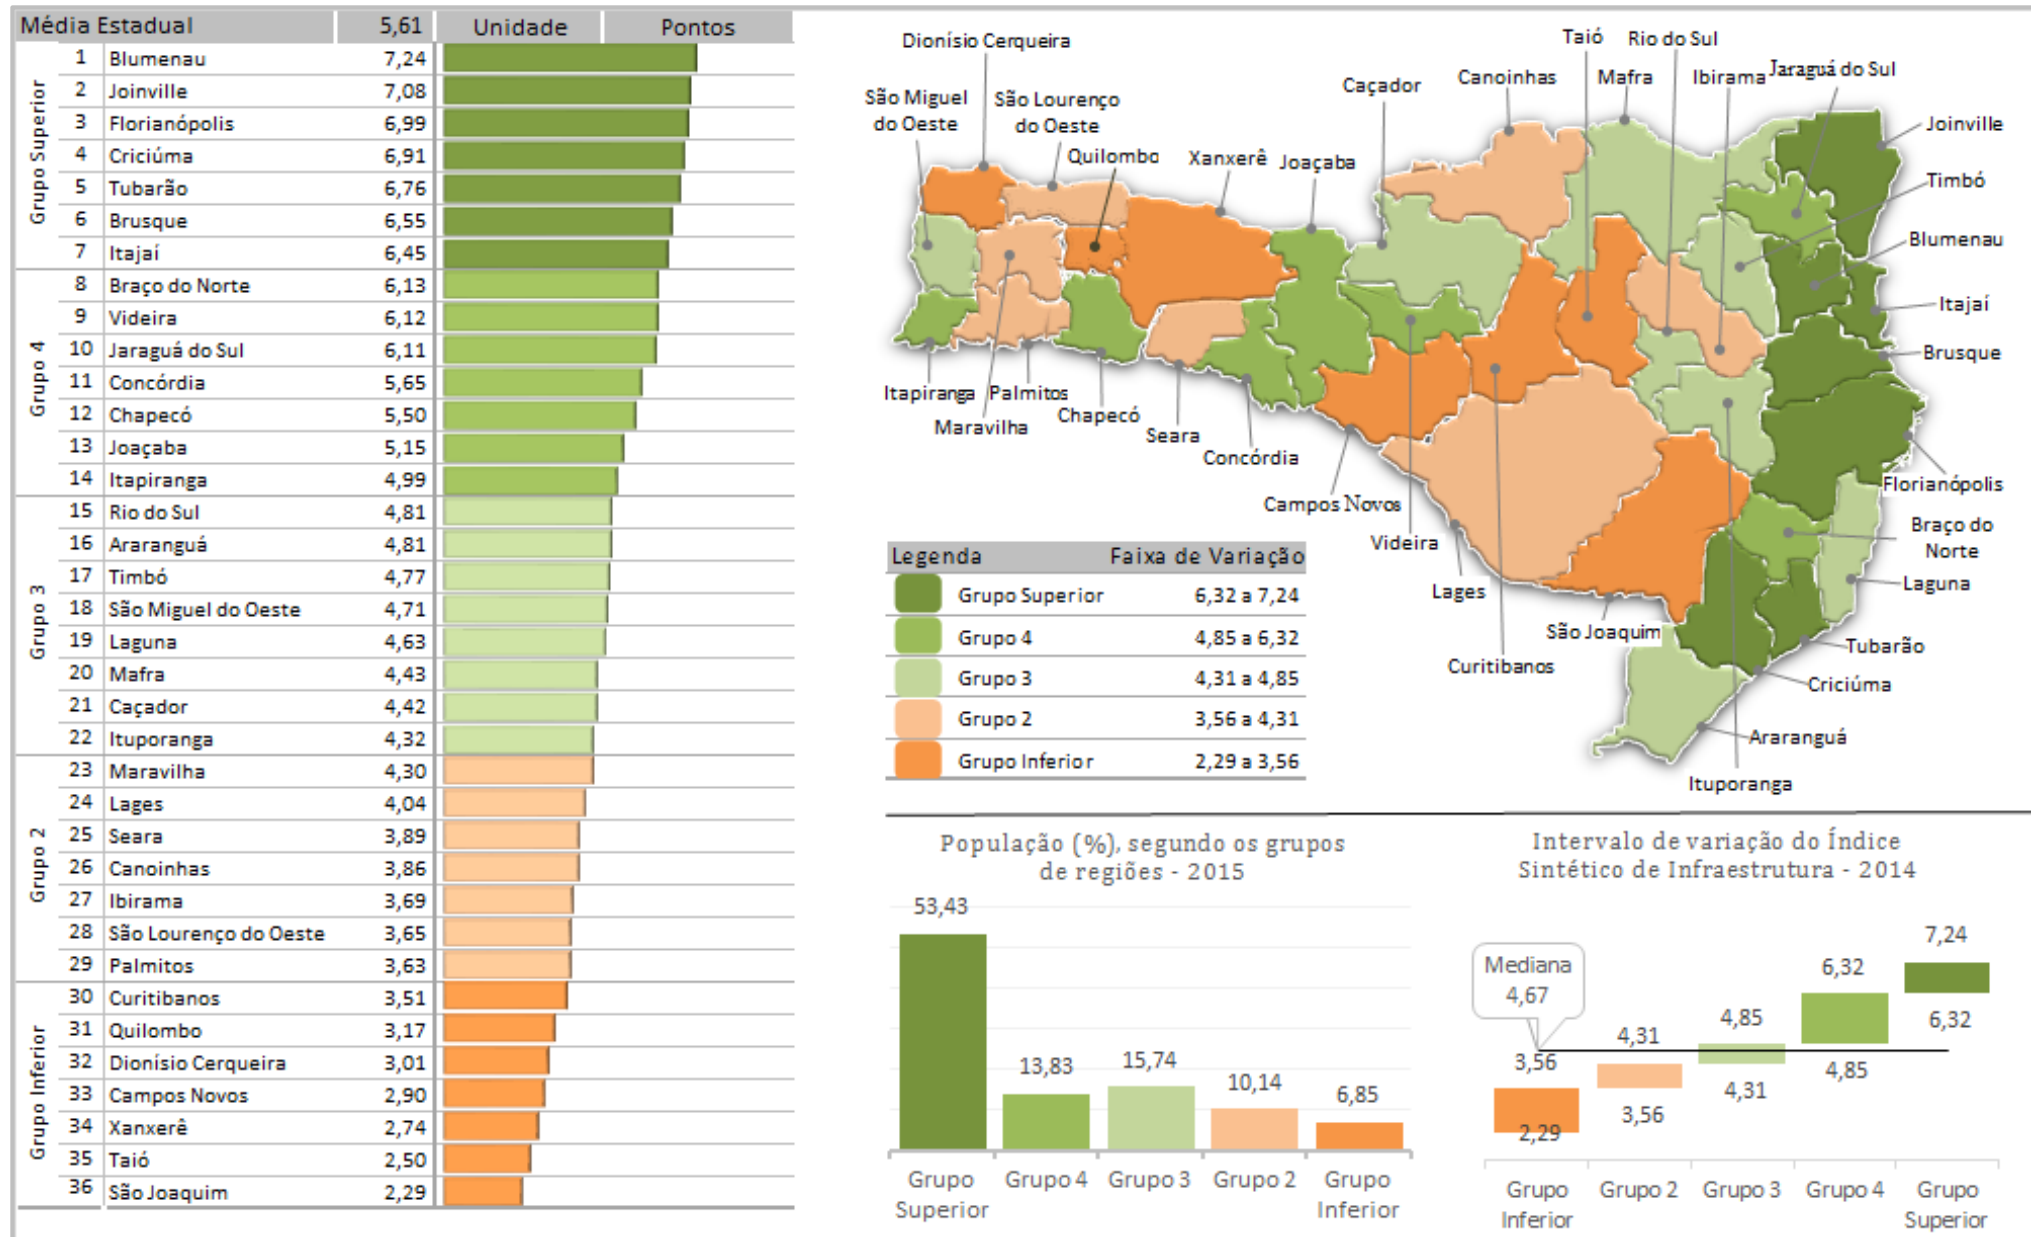 Média Estadual 5,61 Unidade Pontos
Grupo Superior
1 Blumenau 7,24
2 Joinville 7,08
3 Florianópolis 6,99
4 Criciúma 6,91
5 Tubarão 6,76
6 Brusque 6,55
7 Itajaí 6,45
Grupo 4
8 Braço do Norte 6,13
9 Videira 6,12
10 Jaraguá do Sul 6,11
11 Concórdia 5,65
12 Chapecó 5,50
13 Joaçaba 5,15
14 Itapiranga 4,99
Grupo 3
15 Rio do Sul 4,81
16 Araranguá 4,81
17 Timbó 4,77
18 São Miguel do Oeste 4,71
19 Laguna 4,63
20 Mafra 4,43
21 Caçador 4,42
22 Ituporanga 4,32
Grupo 2
23 Maravilha 4,30
24 Lages 4,04
25 Seara 3,89
26 Canoinhas 3,86
27 Ibirama 3,69
28 São Lourenço do Oeste 3,65
29 Palmitos 3,63
Grupo Inferior
30 Curitibanos 3,51
31 Quilombo 3,17
32 Dionísio Cerqueira 3,01
33 Campos Novos 2,90
34 Xanxerê 2,74
35 Taió 2,50
36 São Joaquim 2,29
Dionísio Cerqueira
São Miguel
do Oeste
São Lourenço
do Oeste
Quilombo
Xanxerê
Joaçaba
Caçador
Canoinhas
Taió
Mafra
Rio do Sul
Ibirama
Jaraguá do Sul
Joinville
Timbó
Blumenau
Itajaí
Brusque
Florianópolis
Braço do
Norte
Laguna
Tubarão
Criciúma
Araranguá
Ituporanga
Itapiranga
Maravilha
Palmitos
Chapecó
Seara
Concórdia
Campos Novos
Videira
Lages
Curitibanos
São Joaquim
Legenda Faixa de Variação
Grupo Superior 6,32 a 7,24
Grupo 4 4,85 a 6,32
Grupo 3 4,31 a 4,85
Grupo 2 3,56 a 4,31
Grupo Inferior 2,29 a 3,56
População (%), segundo os grupos
de regiões - 2015
53,43
13,83
15,74
10,14
6,85
Grupo
Superior
Grupo 4
Grupo 3
Grupo 2
Grupo
Inferior
Intervalo de variação do Índice
Sintético de Infraestrutura - 2014
Mediana
4,67
3,56
2,29
4,31
3,56
4,85
4,31
6,32
4,85
7,24
6,32
Grupo
Inferior
Grupo 2
Grupo 3
Grupo 4
Grupo
Superior